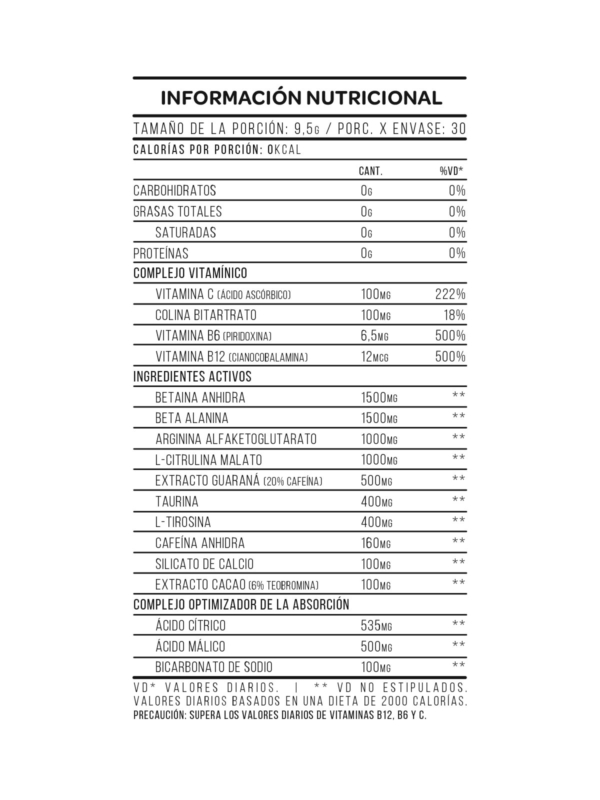 INFORMACIÓN NUTRICIONAL
TAMAÑO DE LA PORCIÓN: 9,5G / PORC. X ENVASE: 30
CALORÍAS POR PORCIÓN: 0KCAL
CANT. %VD*
CARBOHIDRATOS 0G 0%
GRASAS TOTALES 0G 0%
SATURADAS 0G 0%
PROTEÍNAS 0G 0%
COMPLEJO VITAMÍNICO
VITAMINA C (ÁCIDO ASCÓRBICO) 100MG 222%
COLINA BITARTRATO 100MG 18%
VITAMINA B6 (PIRIDOXINA) 6,5MG 500%
VITAMINA B12 (CIANOCOBALAMINA) 12MCG 500%
INGREDIENTES ACTIVOS
BETAINA ANHIDRA 1500MG **
BETA ALANINA 1500MG **
ARGININA ALFAKETOGLUTARATO 1000MG **
L-CITRULINA MALATO 1000MG **
EXTRACTO GUARANÁ (20% CAFEÍNA) 500MG **
TAURINA 400MG **
L-TIROSINA 400MG **
CAFEÍNA ANHIDRA 160MG **
SILICATO DE CALCIO 100MG **
EXTRACTO CACAO (6% TEOBROMINA) 100MG **
COMPLEJO OPTIMIZADOR DE LA ABSORCIÓN
ÁCIDO CÍTRICO 535MG **
ÁCIDO MÁLICO 500MG **
BICARBONATO DE SODIO 100MG **
VD* VALORES DIARIOS. | ** VD NO ESTIPULADOS.
VALORES DIARIOS BASADOS EN UNA DIETA DE 2000 CALORÍAS.
PRECAUCIÓN: SUPERA LOS VALORES DIARIOS DE VITAMINAS B12, B6 Y C.